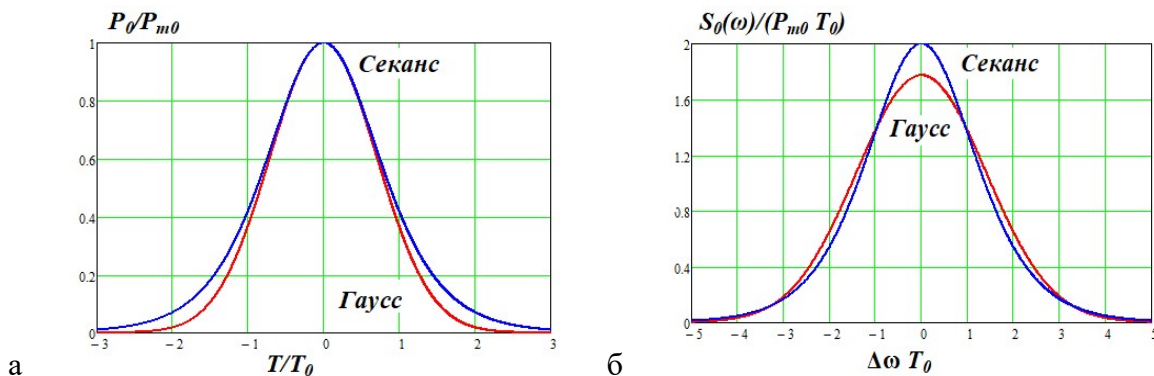 P₀/Pₘ₀
1
0.8
0.6
0.4
0.2
0
Секанс
Гаусс
−3 −2 −1 0 1 2 3
T/T₀
а
S₀(ω)/(Pₘ₀ T₀)
2
1.6
1.2
0.8
0.4
0
Секанс
Гаусс
−5 −4 −3 −2 −1 0 1 2 3 4 5
Δω T₀
б